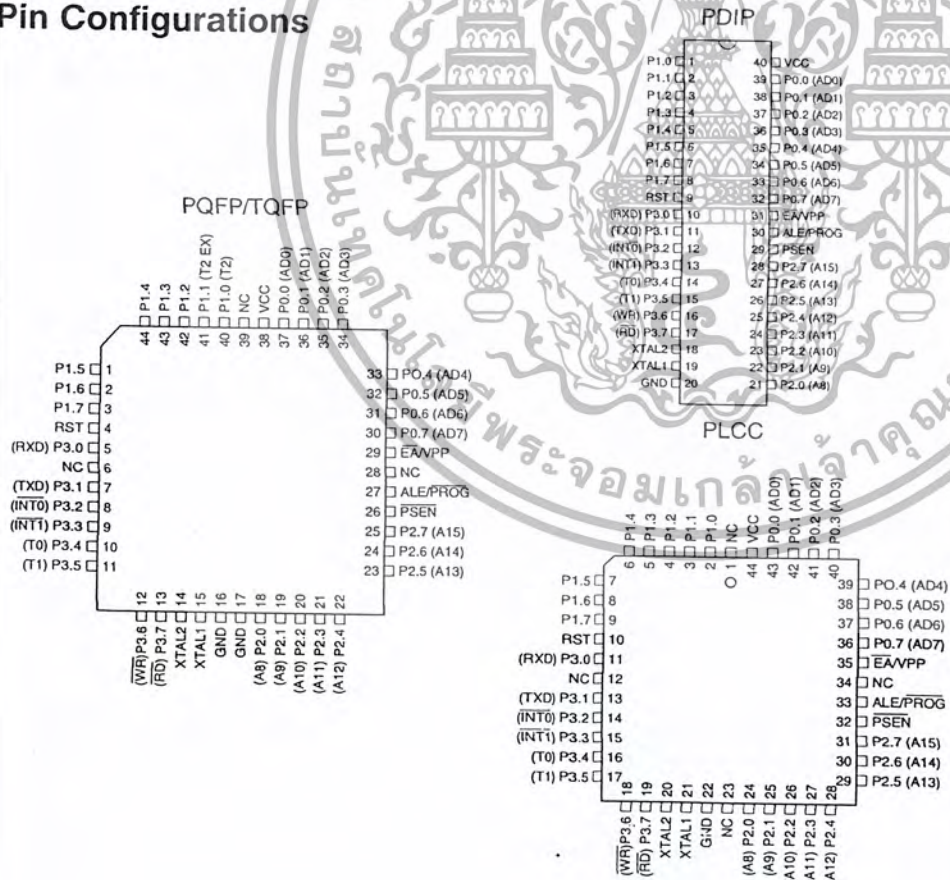 Pin Configurations
PDIP
P1.0 1
P1.1 2
P1.2 3
P1.3 4
P1.4 5
P1.5 6
P1.6 7
P1.7 8
RST 9
(RXD) P3.0 10
(TXD) P3.1 11
(INT0) P3.2 12
(INT1) P3.3 13
(T0) P3.4 14
(T1) P3.5 15
(WR) P3.6 16
(RD) P3.7 17
XTAL2 18
XTAL1 19
GND 20
40 VCC
39 P0.0 (AD0)
38 P0.1 (AD1)
37 P0.2 (AD2)
36 P0.3 (AD3)
35 P0.4 (AD4)
34 P0.5 (AD5)
33 P0.6 (AD6)
32 P0.7 (AD7)
31 EA/VPP
30 ALE/PROG
29 PSEN
28 P2.7 (A15)
27 P2.6 (A14)
26 P2.5 (A13)
25 P2.4 (A12)
24 P2.3 (A11)
23 P2.2 (A10)
22 P2.1 (A9)
21 P2.0 (A8)
PQFP/TQFP
44 P1.4
43 P1.3
42 P1.2
41 P1.1 (T2 EX)
40 P1.0 (T2)
39 NC
38 VCC
37 P0.0 (AD0)
36 P0.1 (AD1)
35 P0.2 (AD2)
34 P0.3 (AD3)
P1.5 1
P1.6 2
P1.7 3
RST 4
(RXD) P3.0 5
NC 6
(TXD) P3.1 7
(INT0) P3.2 8
(INT1) P3.3 9
(T0) P3.4 10
(T1) P3.5 11
33 P0.4 (AD4)
32 P0.5 (AD5)
31 P0.6 (AD6)
30 P0.7 (AD7)
29 EA/VPP
28 NC
27 ALE/PROG
26 PSEN
25 P2.7 (A15)
24 P2.6 (A14)
23 P2.5 (A13)
(WR) P3.6 12
(RD) P3.7 13
XTAL2 14
XTAL1 15
GND 16
GND 17
(A8) P2.0 18
(A9) P2.1 19
(A10) P2.2 20
(A11) P2.3 21
(A12) P2.4 22
PLCC
6 P1.4
5 P1.3
4 P1.2
3 P1.1
2 P1.0
1 NC
44 VCC
43 P0.0 (AD0)
42 P0.1 (AD1)
41 P0.2 (AD2)
40 P0.3 (AD3)
P1.5 7
P1.6 8
P1.7 9
RST 10
(RXD) P3.0 11
NC 12
(TXD) P3.1 13
(INT0) P3.2 14
(INT1) P3.3 15
(T0) P3.4 16
(T1) P3.5 17
39 P0.4 (AD4)
38 P0.5 (AD5)
37 P0.6 (AD6)
36 P0.7 (AD7)
35 EA/VPP
34 NC
33 ALE/PROG
32 PSEN
31 P2.7 (A15)
30 P2.6 (A14)
29 P2.5 (A13)
(WR) P3.6 18
(RD) P3.7 19
XTAL2 20
XTAL1 21
GND 22
NC 23
(A8) P2.0 24
(A9) P2.1 25
(A10) P2.2 26
(A11) P2.3 27
(A12) P2.4 28